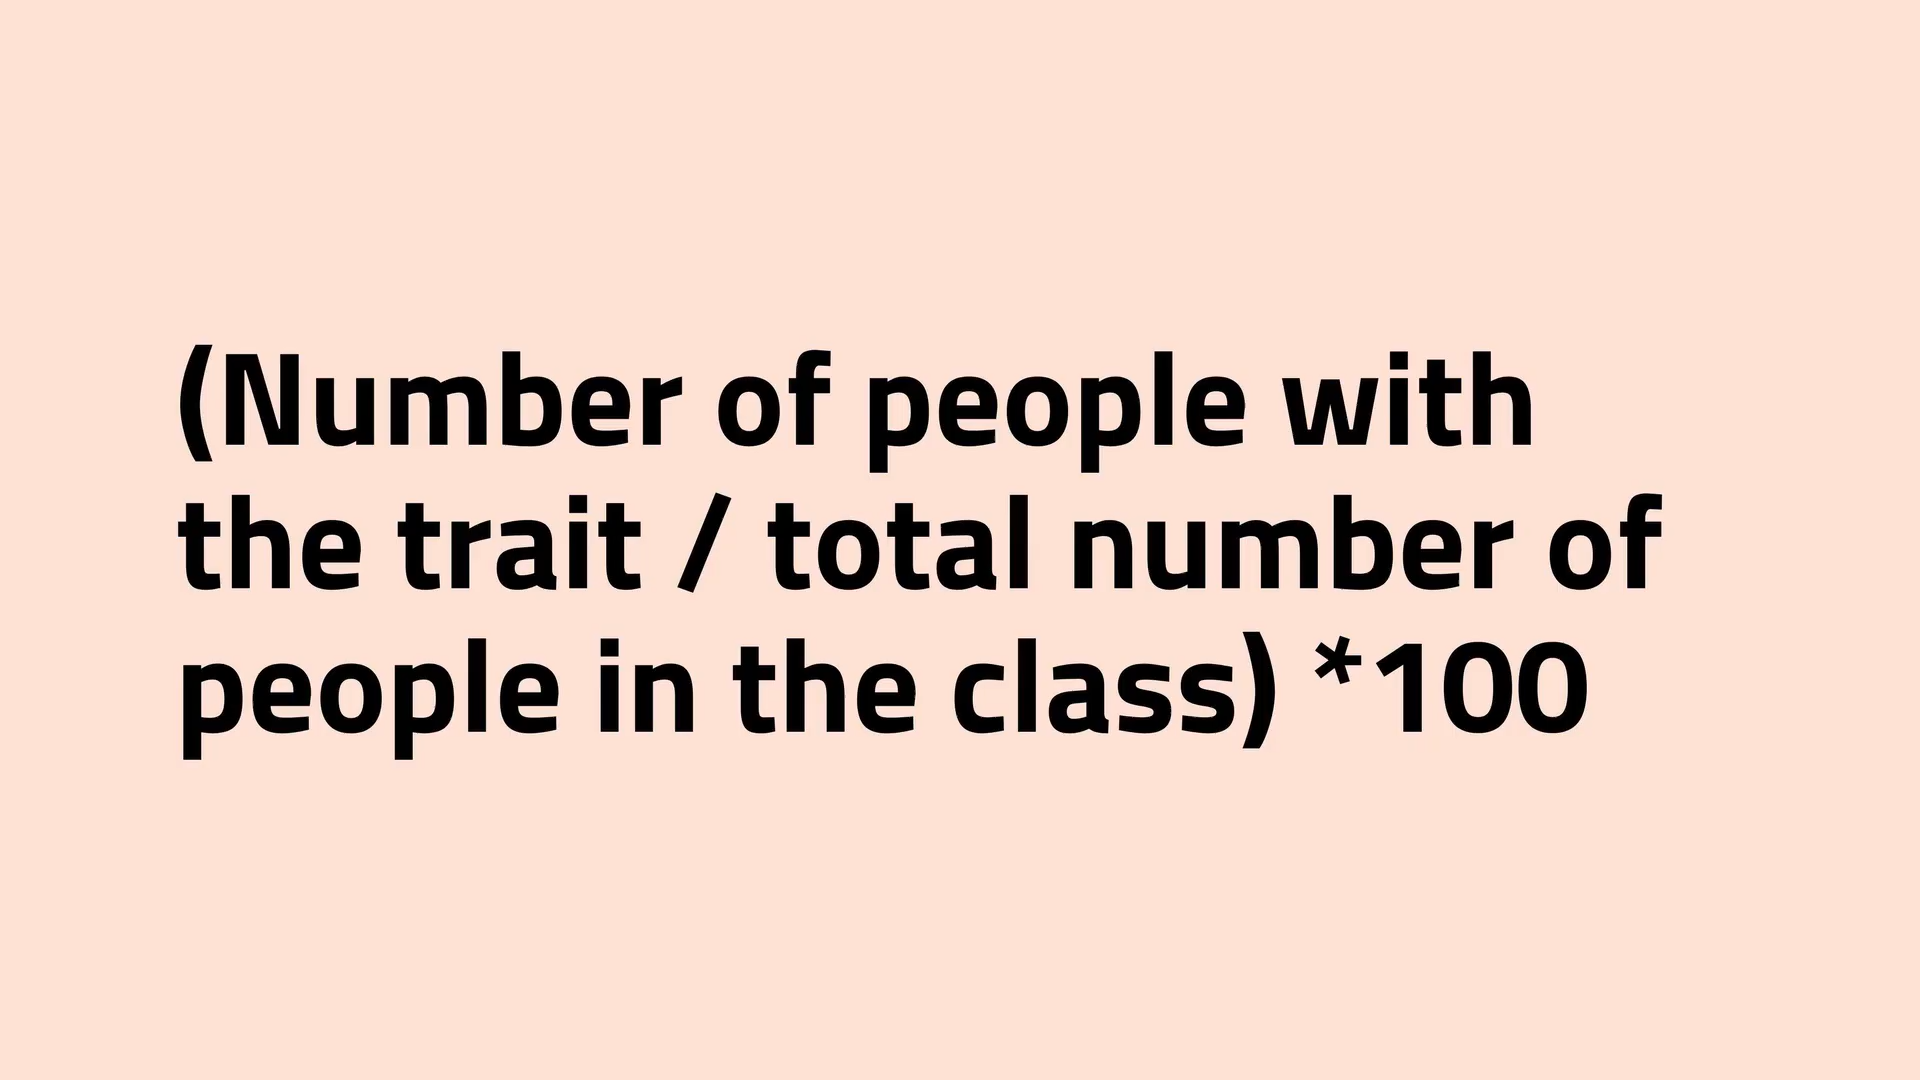 (Number of people with
the trait / total number of
people in the class) *100